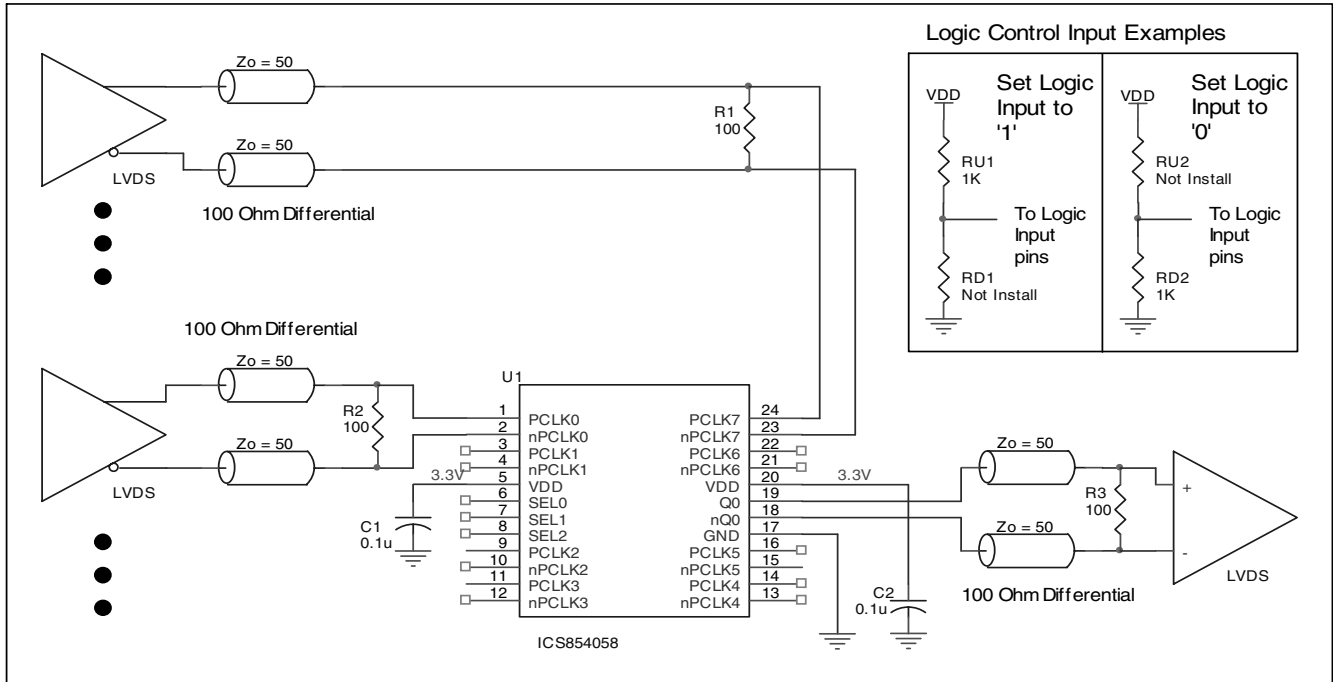 Logic Control Input Examples
Zo = 50
Zo = 50
LVDS
100 Ohm Differential
R1
100
VDD
Set Logic
Input to
'1'
RU1
1K
To Logic
Input
pins
RD1
Not Install
VDD
Set Logic
Input to
'0'
RU2
Not Install
To Logic
Input
pins
RD2
1K
100 Ohm Differential
Zo = 50
Zo = 50
LVDS
R2
100
3.3V
C1
0.1u
U1
1 PCLK0
2 nPCLK0
3 PCLK1
4 nPCLK1
5 VDD
6 SEL0
7 SEL1
8 SEL2
9 PCLK2
10 nPCLK2
11 PCLK3
12 nPCLK3
PCLK7 24
nPCLK7 23
PCLK6 22
nPCLK6 21
VDD 20
Q0 19
nQ0 18
GND 17
PCLK5 16
nPCLK5 15
PCLK4 14
nPCLK4 13
ICS854058
3.3V
C2
0.1u
Zo = 50
Zo = 50
R3
100
+
-
LVDS
100 Ohm Differential